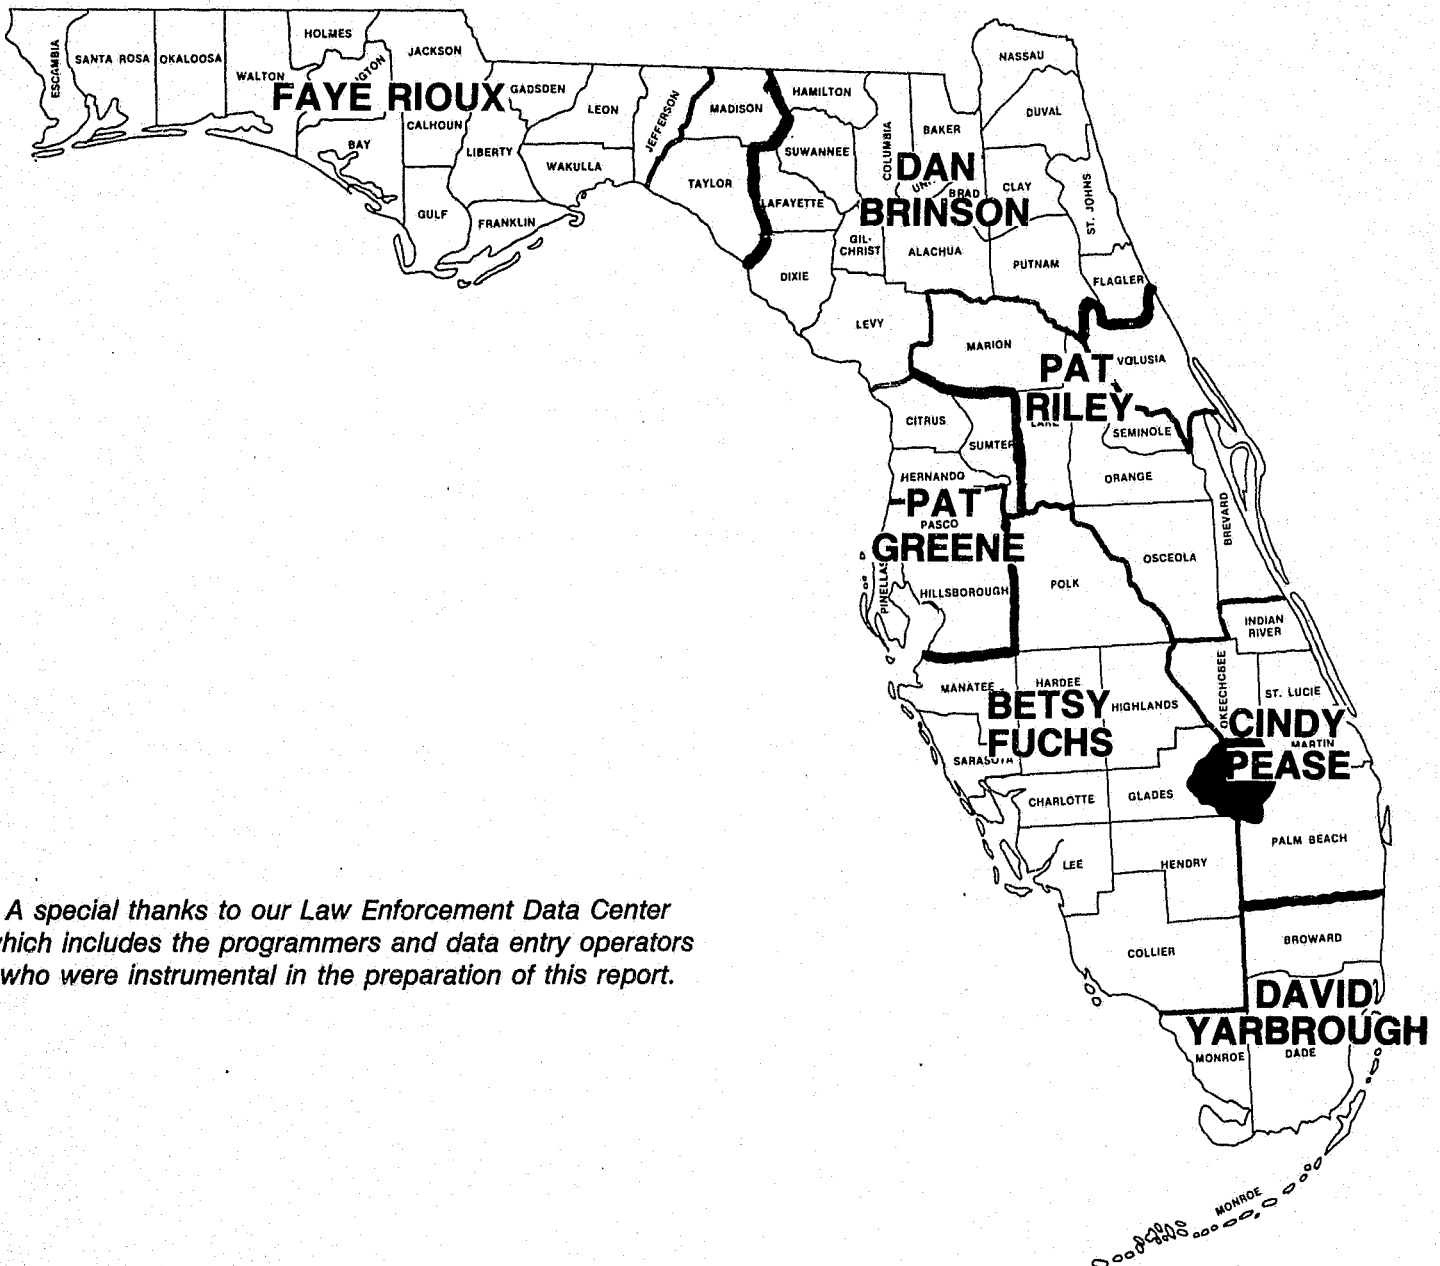 HOLMES
JACKSON
NASSAU
ESCAMBIA
SANTA ROSA
OKALOOSA
WALTON
FAYE RIOUX
GADSDEN
LEON
JEFFERSON
MADISON
HAMILTON
DUVAL
CALHOUN
BAY
LIBERTY
WAKULLA
TAYLOR
SUWANNEE
COLUMBIA
BAKER
DAN
BRINSON
BRAD
CLAY
ST. JOHNS
LAFAYETTE
GULF
FRANKLIN
GIL-
CHRIST
ALACHUA
PUTNAM
DIXIE
FLAGLER
LEVY
MARION
VOLUSIA
PAT
RILEY
LAKE
CITRUS
SUMTER
SEMINOLE
HERNANDO
ORANGE
BREVARD
PAT
PASCO
GREENE
OSCEOLA
PINELLAS
HILLSBOROUGH
POLK
INDIAN
RIVER
MANATEE
HARDEE
HIGHLANDS
OKEECHCBEE
ST. LUCIE
BETSY
FUCHS
CINDY
MARTIN
PEASE
SARASOTA
CHARLOTTE
GLADES
PALM BEACH
LEE
HENDRY
A special thanks to our Law Enforcement Data Center
hich includes the programmers and data entry operators
who were instrumental in the preparation of this report.
COLLIER
BROWARD
DAVID
YARBROUGH
MONROE
DADE
MONROE